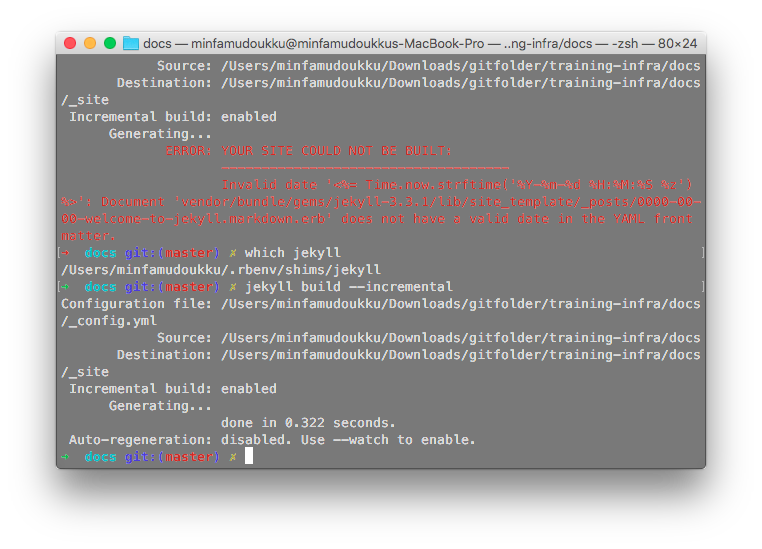 docs — minfamudoukku@minfamudoukkus-MacBook-Pro — ..ng-infra/docs — -zsh — 80×24
Source: /Users/minfamudoukku/Downloads/gitfolder/training-infra/docs
Destination: /Users/minfamudoukku/Downloads/gitfolder/training-infra/docs
/_site
Incremental build: enabled
Generating...
ERROR: YOUR SITE COULD NOT BE BUILT:
------------------------------------
Invalid date '<%= Time.now.strftime('%Y-%m-%d %H:%M:%S %z')
%>': Document 'vendor/bundle/gems/jekyll-3.3.1/lib/site_template/_posts/0000-00-
00-welcome-to-jekyll.markdown.erb' does not have a valid date in the YAML front
matter.
[➜  docs git:(master) ✗ which jekyll ]
/Users/minfamudoukku/.rbenv/shims/jekyll
[➜  docs git:(master) ✗ jekyll build --incremental ]
Configuration file: /Users/minfamudoukku/Downloads/gitfolder/training-infra/docs
/_config.yml
Source: /Users/minfamudoukku/Downloads/gitfolder/training-infra/docs
Destination: /Users/minfamudoukku/Downloads/gitfolder/training-infra/docs
/_site
Incremental build: enabled
Generating...
done in 0.322 seconds.
Auto-regeneration: disabled. Use --watch to enable.
➜  docs git:(master) ✗